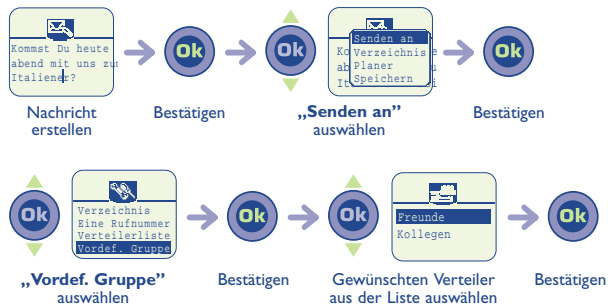 Kommst Du heute
abend mit uns zu
Italiener?
Ok
Ok
Senden an
Verzeichnis
Planer
Speichern
Ok
Nachricht
erstellen
Bestätigen
„Senden an”
auswählen
Bestätigen
Ok
Verzeichnis
Eine Rufnummer
Verteilerliste
Vordef. Gruppe
Ok
Ok
Freunde
Kollegen
Ok
„Vordef. Gruppe”
auswählen
Bestätigen
Gewünschten Verteiler
aus der Liste auswählen
Bestätigen